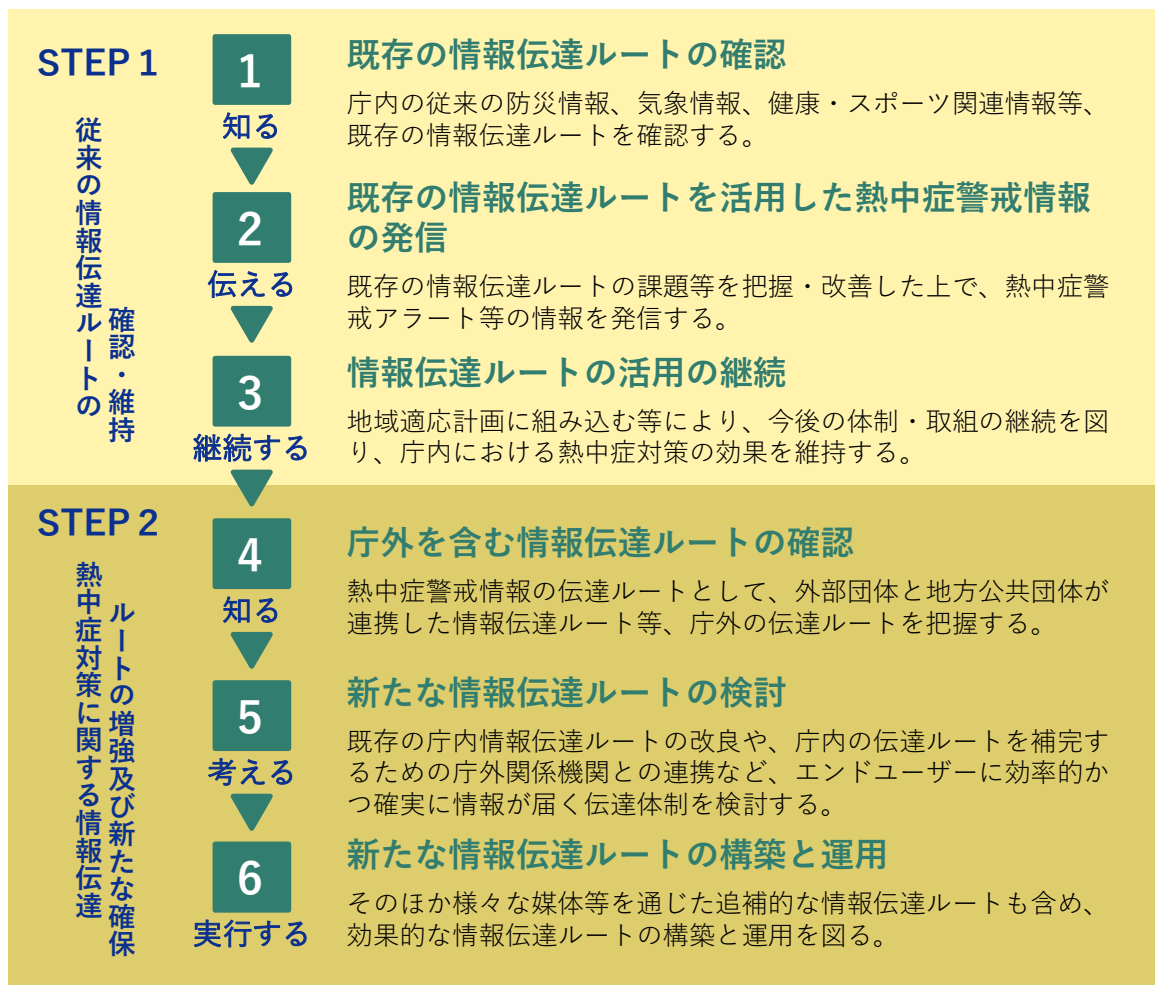 STEP 1
従来の情報伝達ルートの
確認・維持
1
知る
既存の情報伝達ルートの確認
庁内の従来の防災情報、気象情報、健康・スポーツ関連情報等、
既存の情報伝達ルートを確認する。
2
伝える
既存の情報伝達ルートを活用した熱中症警戒情報
の発信
既存の情報伝達ルートの課題等を把握・改善した上で、熱中症警
戒アラート等の情報を発信する。
3
継続する
情報伝達ルートの活用の継続
地域適応計画に組み込む等により、今後の体制・取組の継続を図
り、庁内における熱中症対策の効果を維持する。
STEP 2
熱中症対策に関する情報伝達
ルートの増強及び新たな確保
4
知る
庁外を含む情報伝達ルートの確認
熱中症警戒情報の伝達ルートとして、外部団体と地方公共団体が
連携した情報伝達ルート等、庁外の伝達ルートを把握する。
5
考える
新たな情報伝達ルートの検討
既存の庁内情報伝達ルートの改良や、庁内の伝達ルートを補完す
るための庁外関係機関との連携など、エンドユーザーに効率的か
つ確実に情報が届く伝達体制を検討する。
6
実行する
新たな情報伝達ルートの構築と運用
そのほか様々な媒体等を通じた追補的な情報伝達ルートも含め、
効果的な情報伝達ルートの構築と運用を図る。